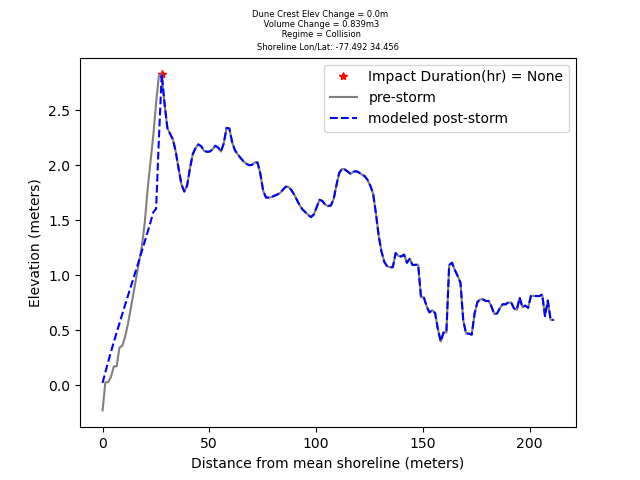 Dune Crest Elev Change = 0.0m
Volume Change = 0.839m3
Regime = Collision
Shoreline Lon/Lat: -77.492 34.456
Impact Duration(hr) = None
pre-storm
modeled post-storm
Elevation (meters)
2.5
2.0
1.5
1.0
0.5
0.0
0 50 100 150 200
Distance from mean shoreline (meters)